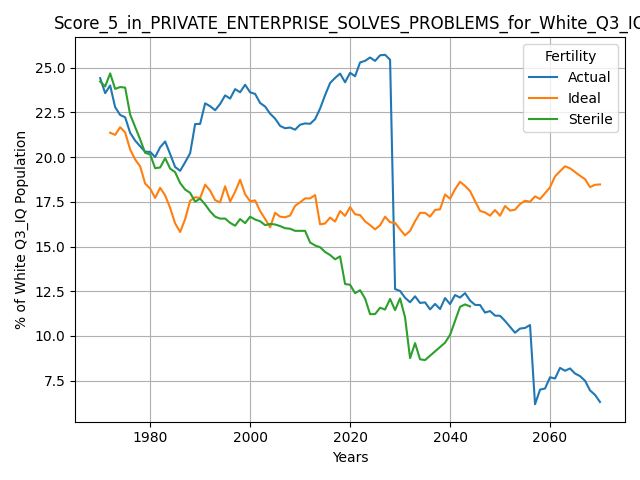 Score_5_in_PRIVATE_ENTERPRISE_SOLVES_PROBLEMS_for_White_Q3_IQ
Fertility
Actual
Ideal
Sterile
% of White Q3_IQ Population
25.0
22.5
20.0
17.5
15.0
12.5
10.0
7.5
1980
2000
2020
2040
2060
Years